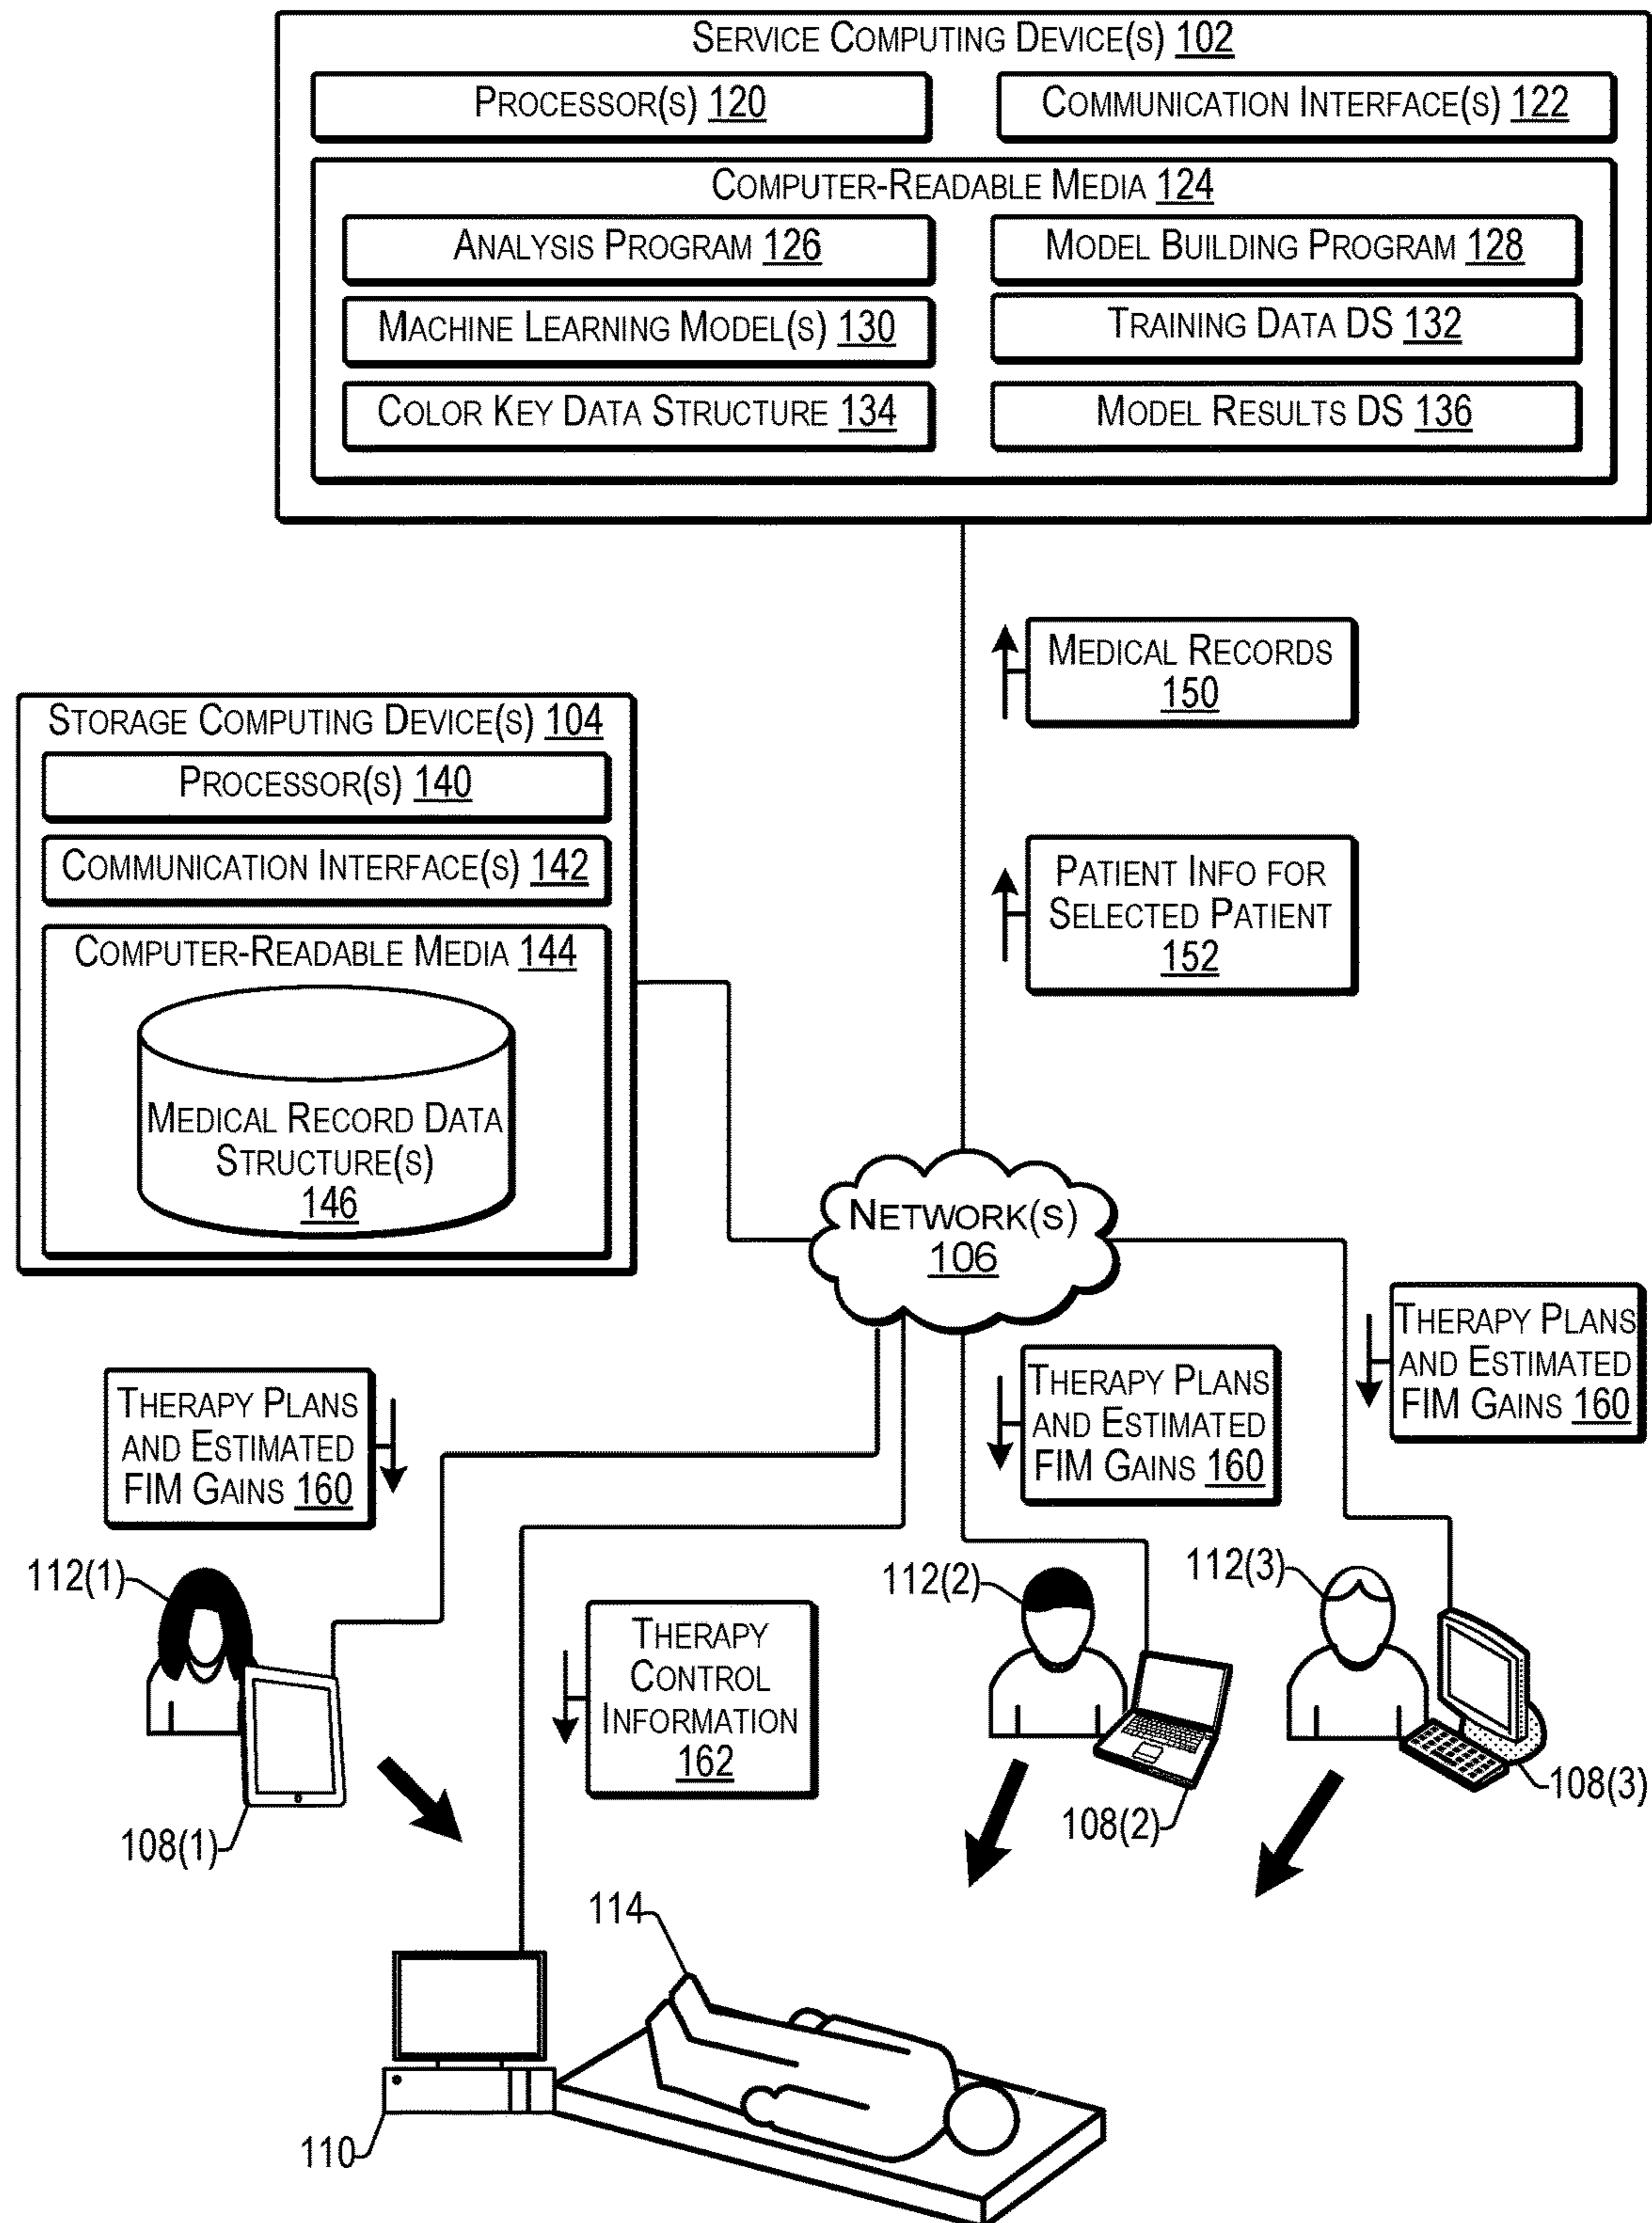 SERVICE COMPUTING DEVICE(S) 102
PROCESSOR(S) 120
COMMUNICATION INTERFACE(S) 122
COMPUTER-READABLE MEDIA 124
ANALYSIS PROGRAM 126
MODEL BUILDING PROGRAM 128
MACHINE LEARNING MODEL(S) 130
TRAINING DATA DS 132
COLOR KEY DATA STRUCTURE 134
MODEL RESULTS DS 136
MEDICAL RECORDS
150
STORAGE COMPUTING DEVICE(S) 104
PROCESSOR(S) 140
COMMUNICATION INTERFACE(S) 142
COMPUTER-READABLE MEDIA 144
MEDICAL RECORD DATA
STRUCTURE(S)
146
PATIENT INFO FOR
SELECTED PATIENT
152
NETWORK(S)
106
THERAPY PLANS
AND ESTIMATED
FIM GAINS 160
THERAPY PLANS
AND ESTIMATED
FIM GAINS 160
THERAPY PLANS
AND ESTIMATED
FIM GAINS 160
112(1)
108(1)
THERAPY
CONTROL
INFORMATION
162
112(2)
108(2)
112(3)
108(3)
114
110